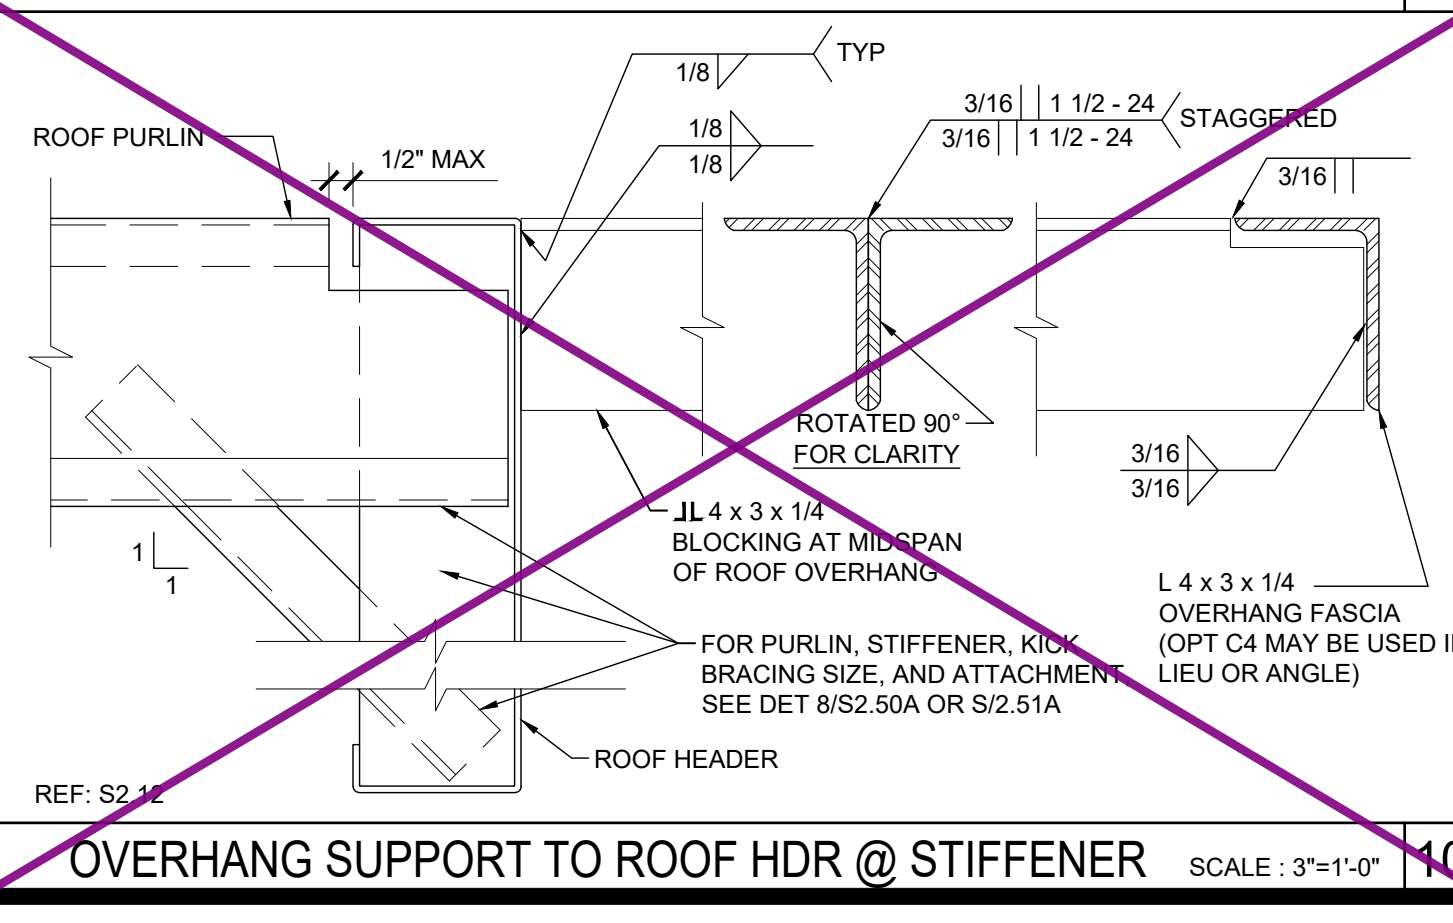 TYP
1/8
ROOF PURLIN
1/2" MAX
1/8
1/8
3/16 1 1/2 - 24
3/16 1 1/2 - 24
STAGGERED
3/16
ROTATED 90°
FOR CLARITY
3/16
3/16
4 x 3 x 1/4
BLOCKING AT MIDSPAN
OF ROOF OVERHANG
1
1
L 4 x 3 x 1/4
OVERHANG FASCIA
(OPT C4 MAY BE USED
LIEU OR ANGLE)
FOR PURLIN, STIFFENER, KICK
BRACING SIZE, AND ATTACHMENT,
SEE DET 8/S2.50A OR S/2.51A
ROOF HEADER
REF: S2.12
OVERHANG SUPPORT TO ROOF HDR @ STIFFENER
SCALE : 3"=1'-0"